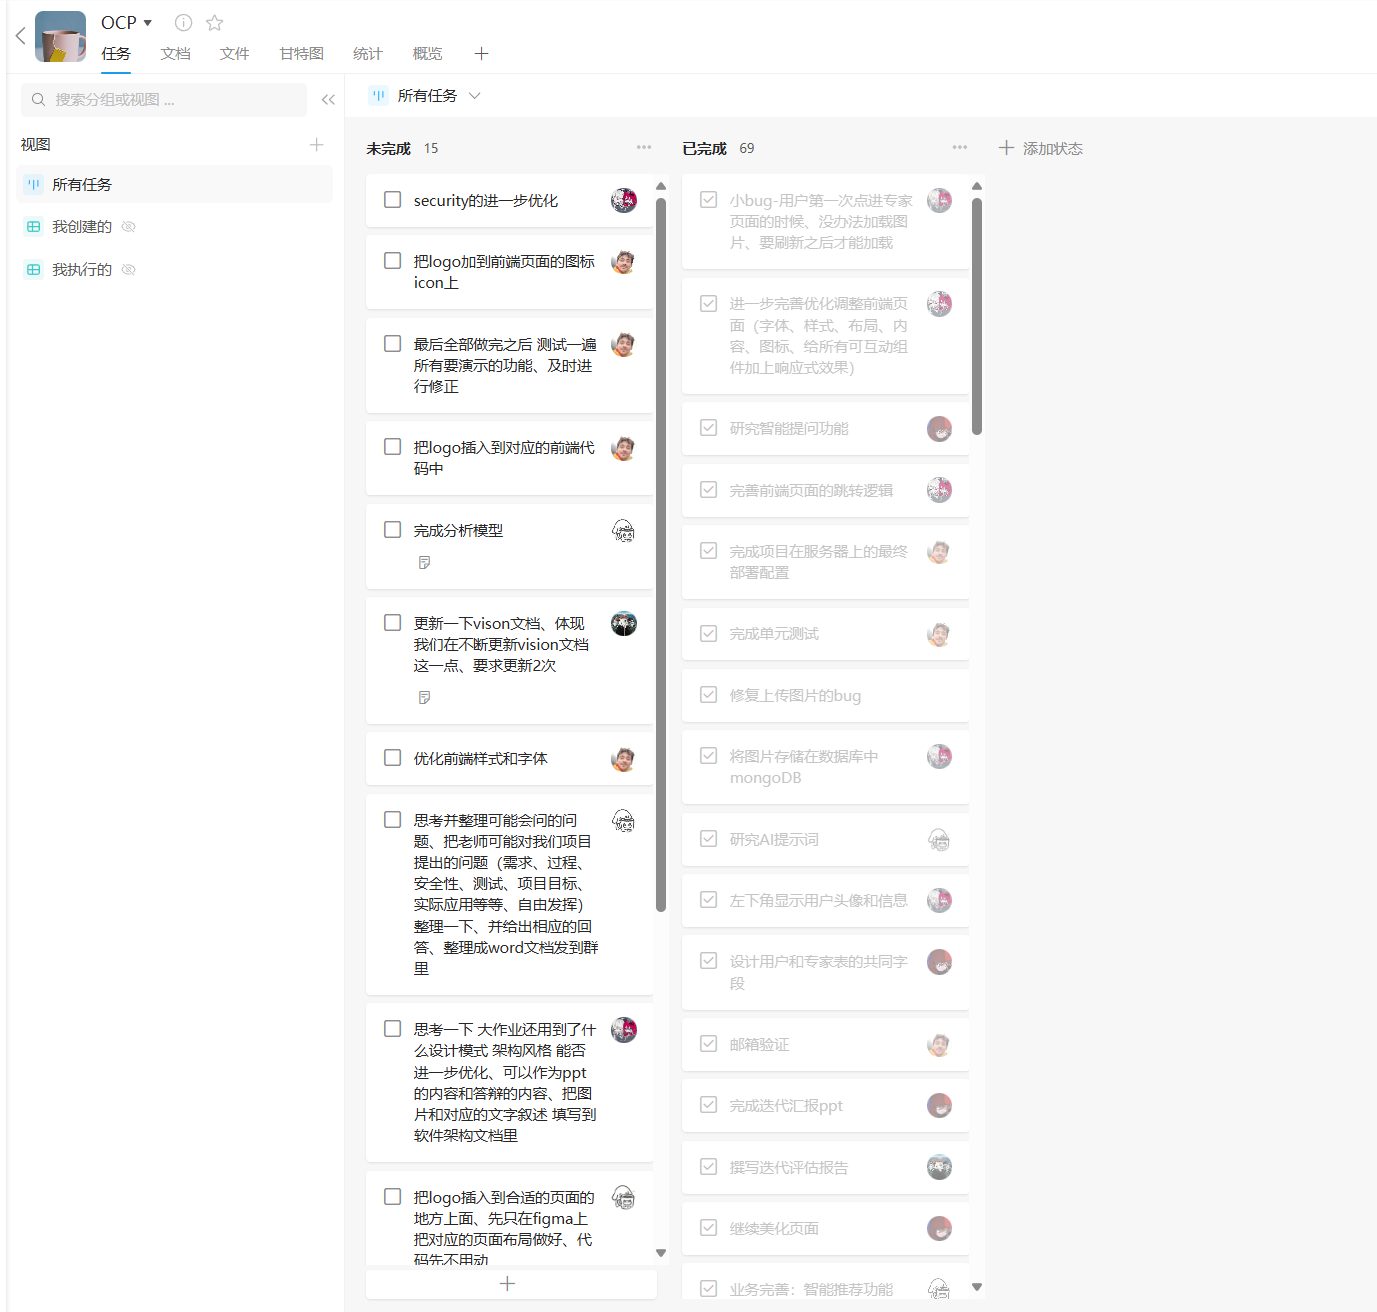 OCP
任务 文档 文件 甘特图 统计 概览
搜索分组或视图 ...
所有任务
视图
所有任务
我创建的
我执行的
未完成 15
security的进一步优化
把logo加到前端页面的图标
icon上
最后全部做完之后 测试一遍
所有要演示的功能、及时进
行修正
把logo插入到对应的前端代
码中
完成分析模型
更新一下vison文档、体现
我们在不断更新vision文档
这一点、要求更新2次
优化前端样式和字体
思考并整理可能会问的问
题、把老师可能对我们项目
提出的问题（需求、过程、
安全性、测试、项目目标、
实际应用等等、自由发挥）
整理一下、并给出相应的回
答、整理成word文档发到群
里
思考一下 大作业还用到了什
么设计模式 架构风格 能否
进一步优化、可以作为ppt
的内容和答辩的内容、把图
片和对应的文字叙述 填写到
软件架构文档里
把logo插入到合适的页面的
地方上面、先只在figma上
把对应的页面布局做好、代
码先不用动
已完成 69
小bug-用户第一次点进专家
页面的时候、没办法加载图
片、要刷新之后才能加载
进一步完善优化调整前端页
面（字体、样式、布局、内
容、图标、给所有可互动组
件加上响应式效果）
研究智能提问功能
完善前端页面的跳转逻辑
完成项目在服务器上的最终
部署配置
完成单元测试
修复上传图片的bug
将图片存储在数据库中
mongoDB
研究AI提示词
左下角显示用户头像和信息
设计用户和专家表的共同字
段
邮箱验证
完成迭代汇报ppt
撰写迭代评估报告
继续美化页面
业务完善：智能推荐功能
添加状态